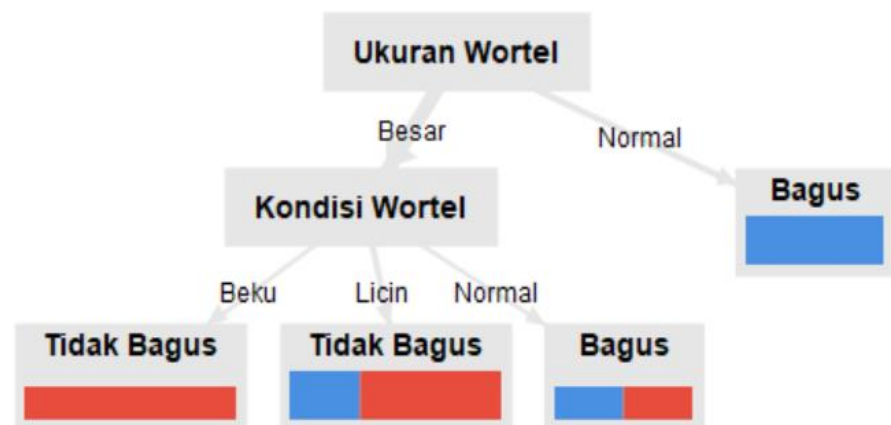 Ukuran Wortel
Besar
Normal
Bagus
Kondisi Wortel
Beku
Licin
Normal
Tidak Bagus
Tidak Bagus
Bagus